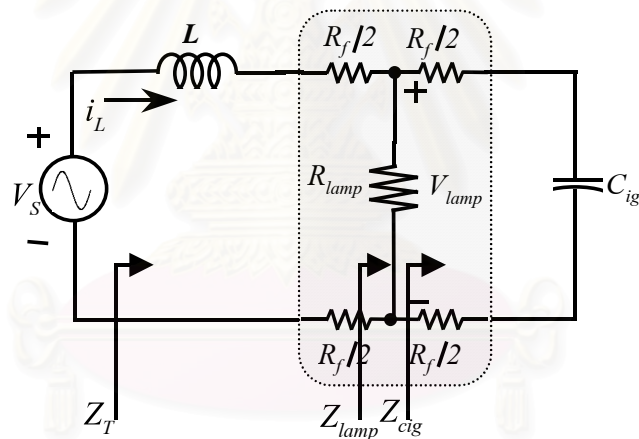 L
R_f/2 R_f/2
i_L
+
+
V_S
-
R_lamp
V_lamp
C_ig
-
R_f/2 R_f/2
Z_T
Z_lamp
Z_cig